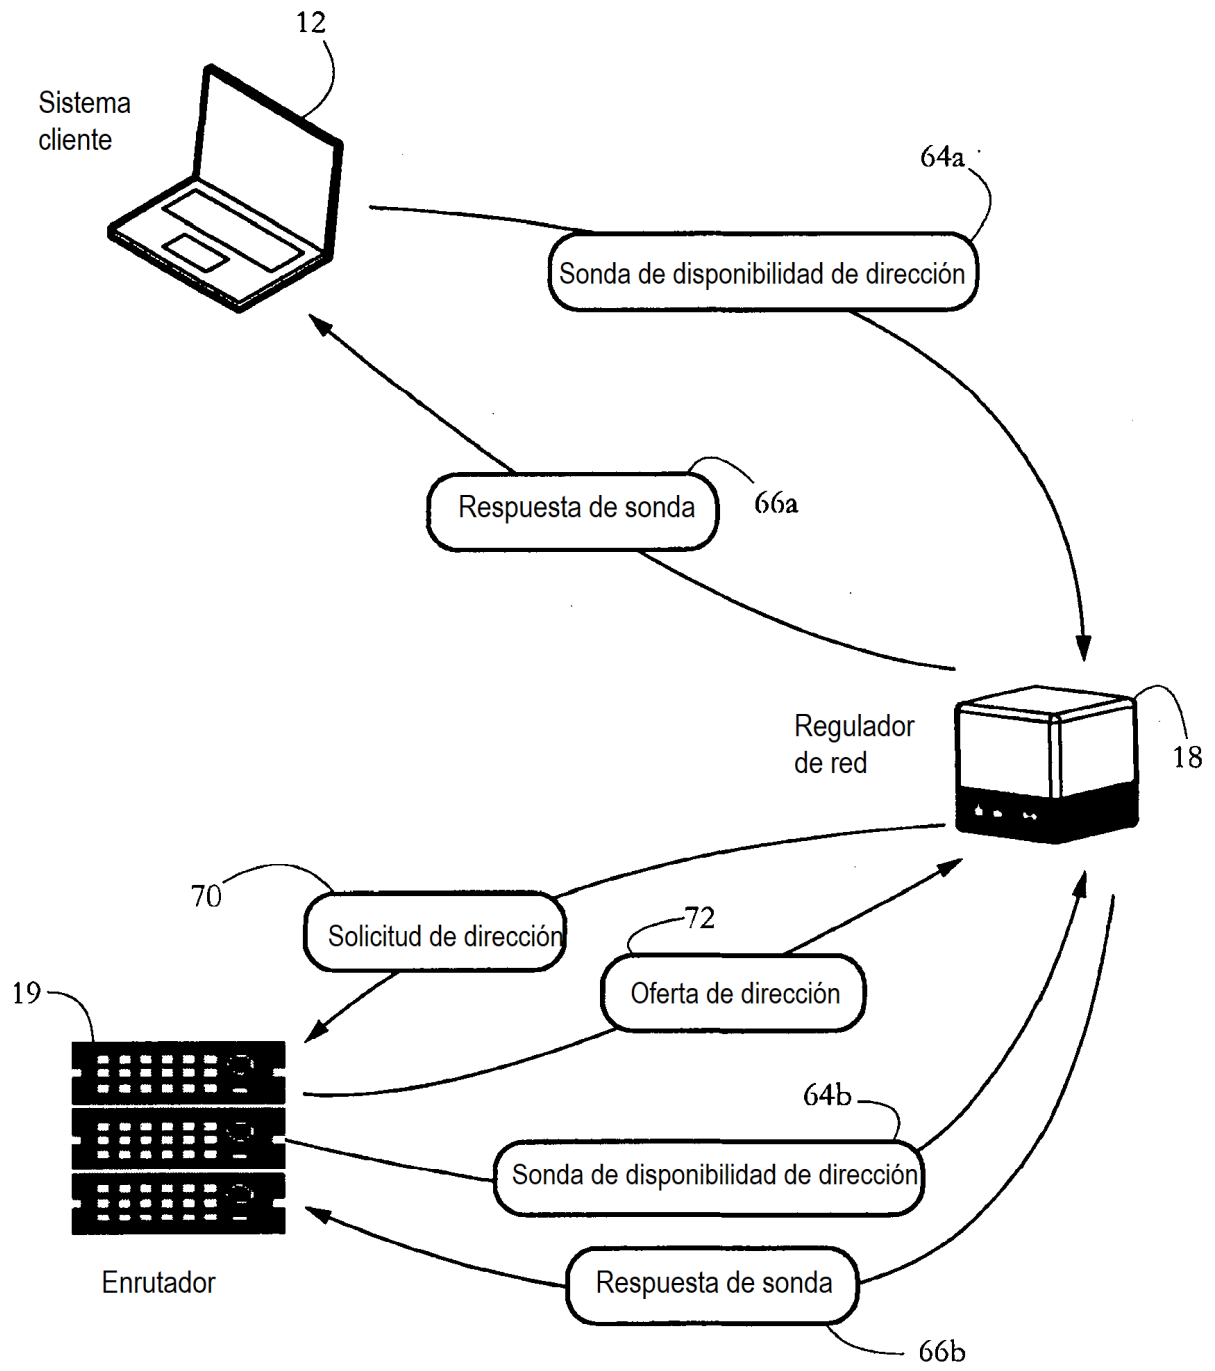 12
Sistema
cliente
64a
Sonda de disponibilidad de dirección
Respuesta de sonda
66a
Regulador
de red
18
70
Solicitud de dirección
72
Oferta de dirección
19
64b
Sonda de disponibilidad de dirección
Enrutador
Respuesta de sonda
66b